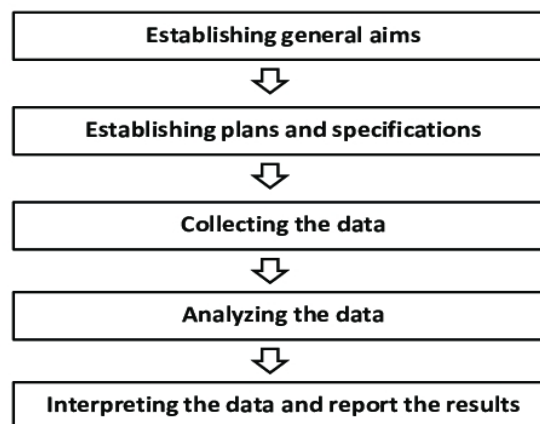 Establishing general aims
Establishing plans and specifications
Collecting the data
Analyzing the data
Interpreting the data and report the results